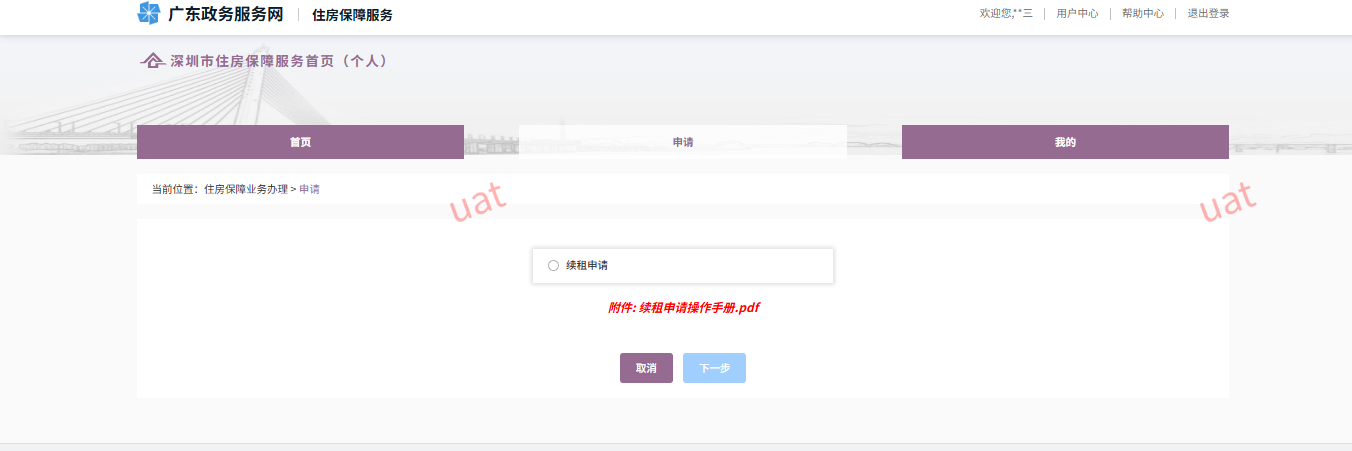 广东政务服务网 住房保障服务 欢迎您,**三 用户中心 帮助中心 退出登录
深圳市住房保障服务首页（个人）
首页 申请 我的
当前位置：住房保障业务办理 > 申请
uat uat
续租申请
附件: 续租申请操作手册.pdf
取消 下一步